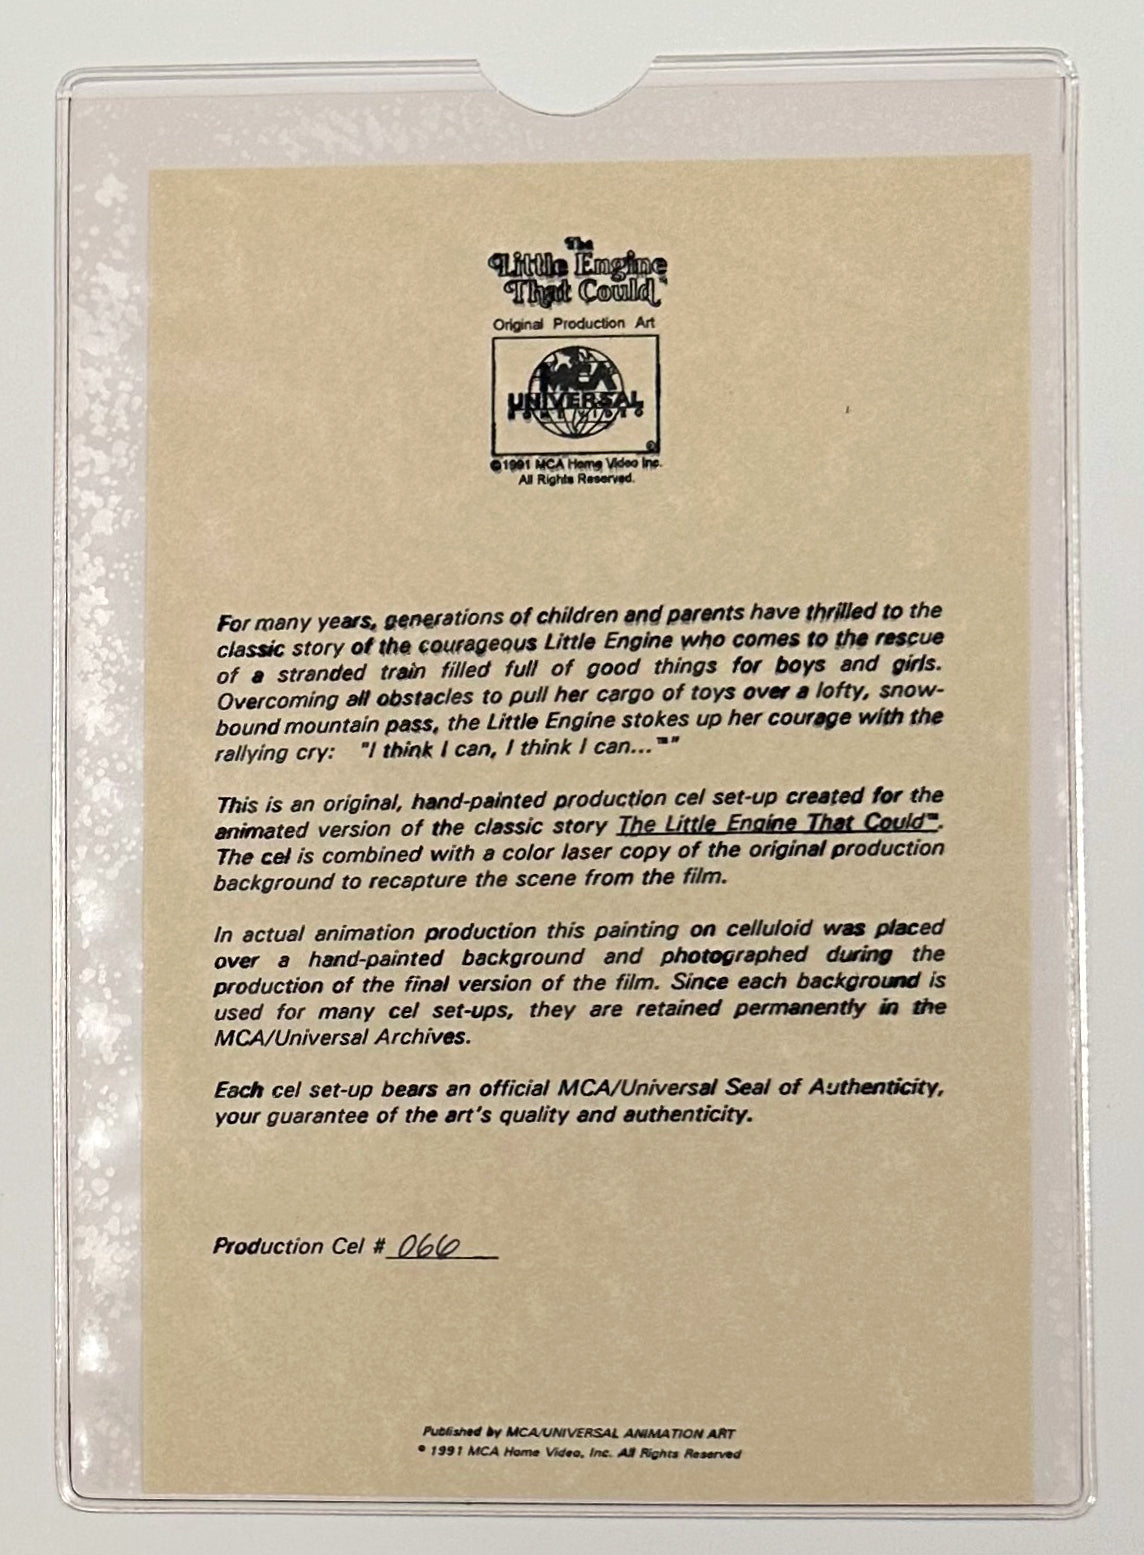 The
Little Engine
That Could™
Original Production Art
MCA
UNIVERSAL
HOME VIDEO
®
©1991 MCA Home Video Inc.
All Rights Reserved.
For many years, generations of children and parents have thrilled to the
classic story of the courageous Little Engine who comes to the rescue
of a stranded train filled full of good things for boys and girls.
Overcoming all obstacles to pull her cargo of toys over a lofty, snow-
bound mountain pass, the Little Engine stokes up her courage with the
rallying cry: "I think I can, I think I can...™"
This is an original, hand-painted production cel set-up created for the
animated version of the classic story The Little Engine That Could™.
The cel is combined with a color laser copy of the original production
background to recapture the scene from the film.
In actual animation production this painting on celluloid was placed
over a hand-painted background and photographed during the
production of the final version of the film. Since each background is
used for many cel set-ups, they are retained permanently in the
MCA/Universal Archives.
Each cel set-up bears an official MCA/Universal Seal of Authenticity,
your guarantee of the art's quality and authenticity.
Production Cel # 066
Published by MCA/UNIVERSAL ANIMATION ART
© 1991 MCA Home Video, Inc. All Rights Reserved